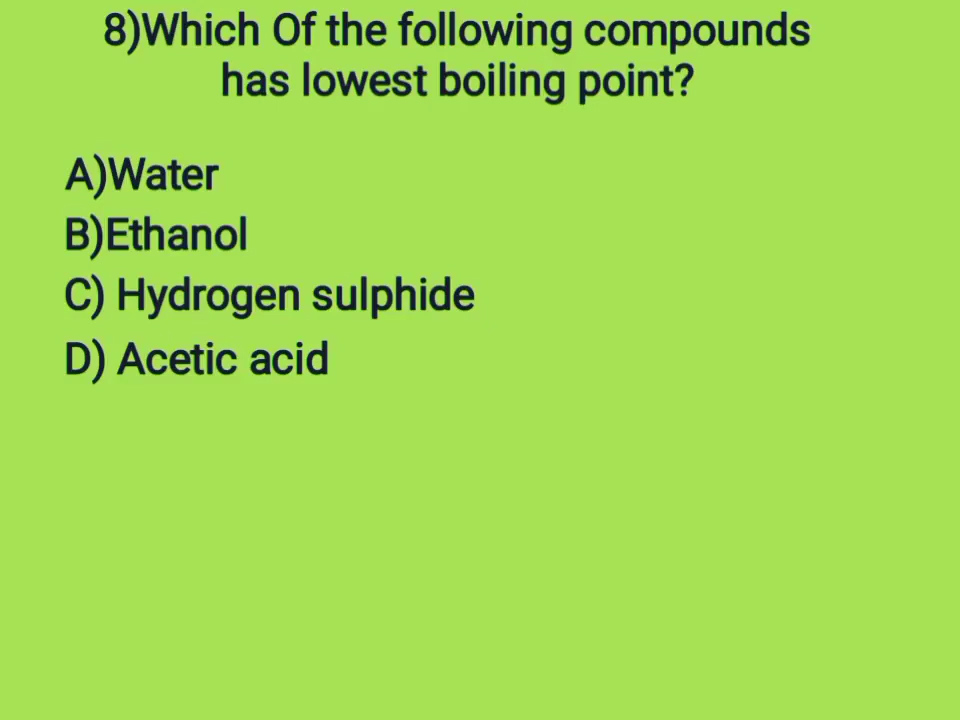 8)Which Of the following compounds
has lowest boiling point?
A)Water
B)Ethanol
C) Hydrogen sulphide
D) Acetic acid